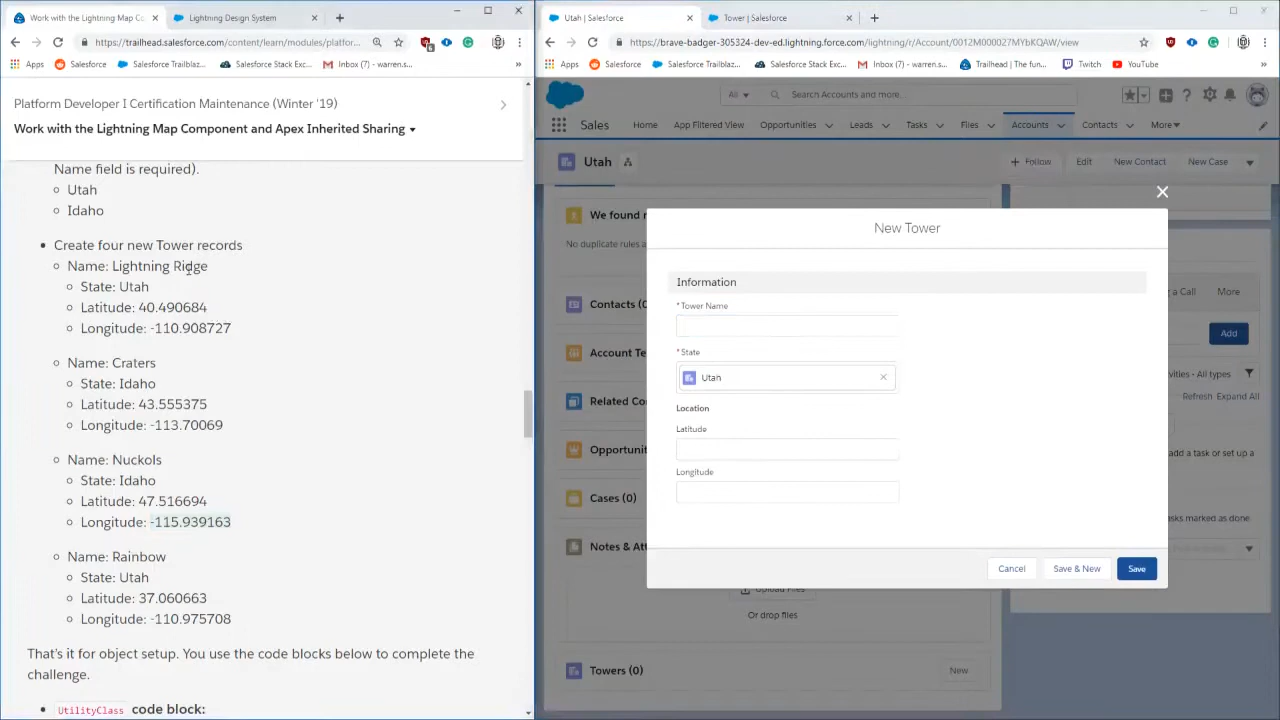 Work with the Lightning Map Co
Lightning Design System
https://trailhead.salesforce.com/content/learn/modules/platfor...
Apps
Salesforce
Salesforce Trailblaz...
Salesforce Stack Exc...
Inbox (7) - warren.s...
»
Platform Developer I Certification Maintenance (Winter '19)
Work with the Lightning Map Component and Apex Inherited Sharing
Name field is required).
Utah
Idaho
Create four new Tower records
Name: Lightning Ridge
State: Utah
Latitude: 40.490684
Longitude: -110.908727
Name: Craters
State: Idaho
Latitude: 43.555375
Longitude: -113.70069
Name: Nuckols
State: Idaho
Latitude: 47.516694
Longitude: -115.939163
Name: Rainbow
State: Utah
Latitude: 37.060663
Longitude: -110.975708
That's it for object setup. You use the code blocks below to complete the
challenge.
UtilityClass code block:
Utah | Salesforce
Tower | Salesforce
https://brave-badger-305324-dev-ed.lightning.force.com/lightning/r/Account/0012M000027MYbKQAW/view
Apps
Salesforce
Salesforce Trailblaz...
Salesforce Stack Exc...
Inbox (7) - warren.s...
Trailhead | The fun...
Twitch
YouTube
All
Search Accounts and more...
Sales
Home
App Filtered View
Opportunities
Leads
Tasks
Files
Accounts
Contacts
More
Utah
+ Follow
Edit
New Contact
New Case
We found n
No duplicate rules a
Contacts (0
Account Te
Related Co
Opportunit
Cases (0)
Notes & Att
Upload Files
Or drop files
Towers (0)
New
a Call
More
Add
vities - All types
Refresh
Expand All
add a task or set up a
sks marked as done
New Tower
Information
*Tower Name
*State
Utah
Location
Latitude
Longitude
Cancel
Save & New
Save